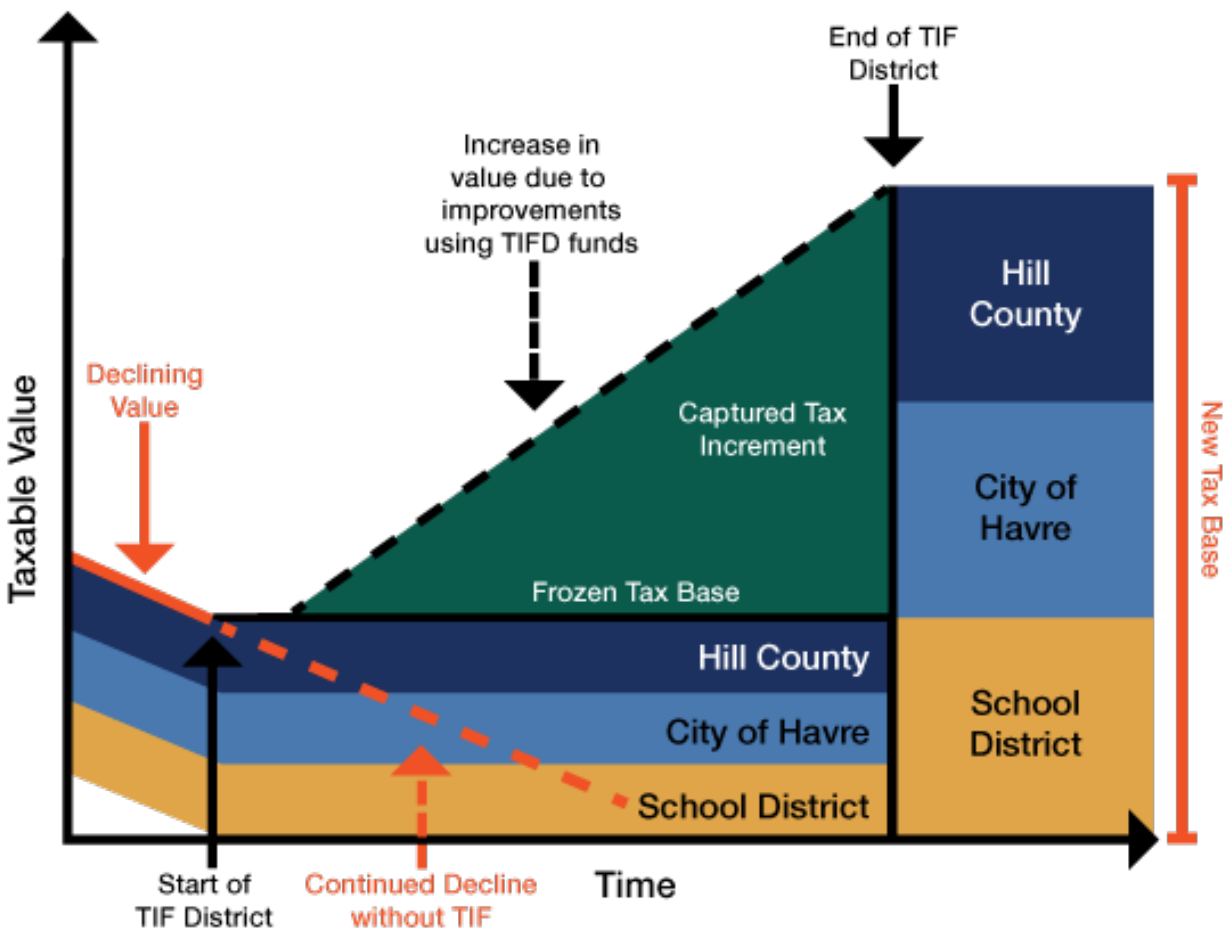 End of TIF
District
Increase in
value due to
improvements
using TIFD funds
Declining
Value
Taxable Value
Captured Tax
Increment
Frozen Tax Base
Hill County
City of Havre
School District
Hill
County
City of
Havre
School
District
New Tax Base
Start of
TIF District
Continued Decline
without TIF
Time